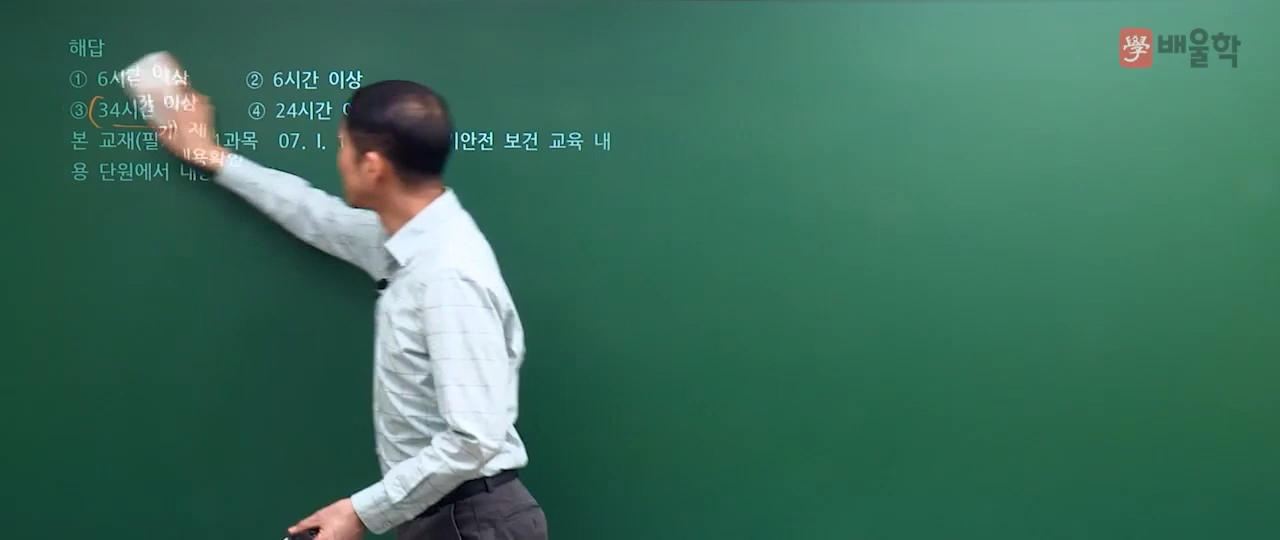 學 배울학
해답
① 6시간 이상 ② 6시간 이상
③ 34시간 이상 ④ 24시간
본 교재(필 1과목 07. Ⅰ. 안전 보건 교육 내
용 단원에서